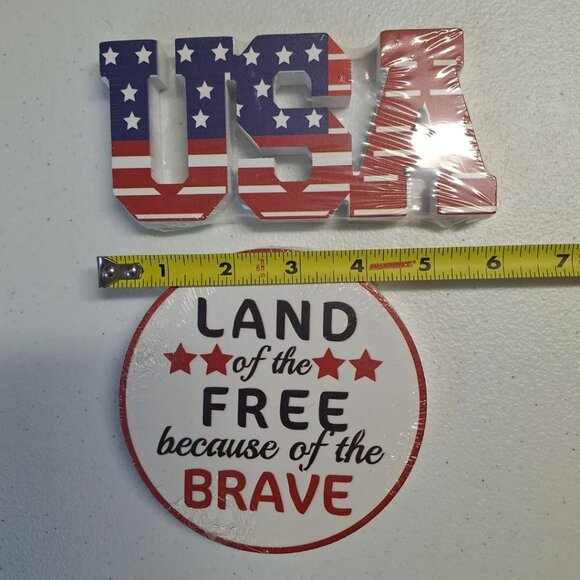 USA
1 2 3 4 5 6 7
LAND
of the
FREE
because of the
BRAVE